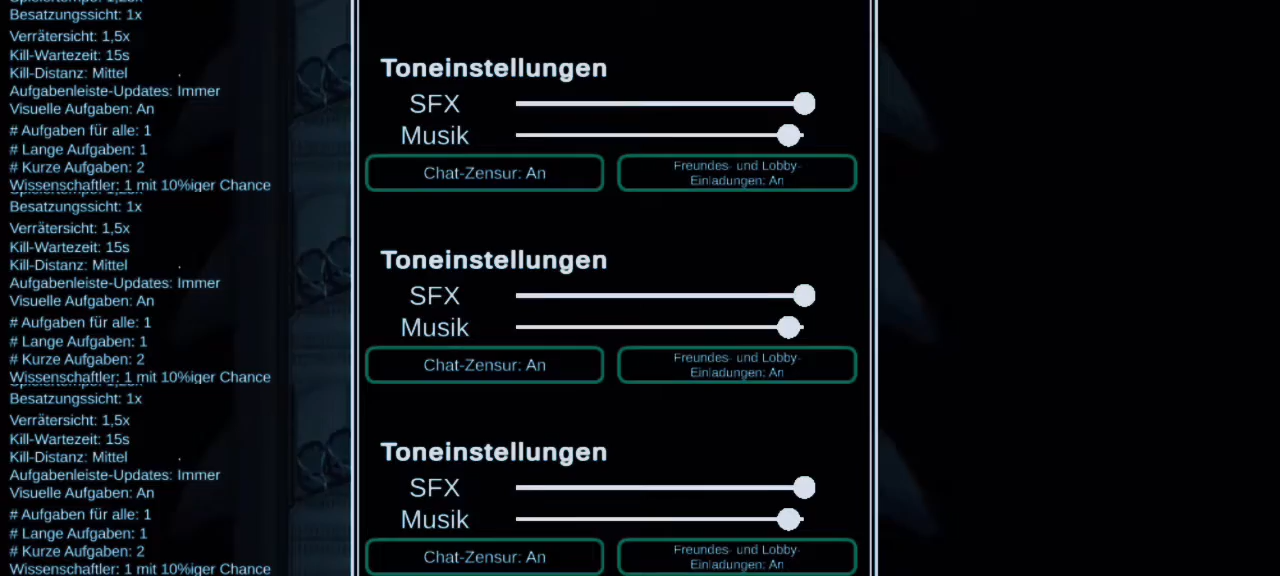 Besatzungssicht: 1x
Verrätersicht: 1,5x
Kill-Wartezeit: 15s
Kill-Distanz: Mittel
Aufgabenleiste-Updates: Immer
Visuelle Aufgaben: An
# Aufgaben für alle: 1
# Lange Aufgaben: 1
# Kurze Aufgaben: 2
Wissenschaftler: 1 mit 10%iger Chance
Besatzungssicht: 1x
Verrätersicht: 1,5x
Kill-Wartezeit: 15s
Kill-Distanz: Mittel
Aufgabenleiste-Updates: Immer
Visuelle Aufgaben: An
# Aufgaben für alle: 1
# Lange Aufgaben: 1
# Kurze Aufgaben: 2
Wissenschaftler: 1 mit 10%iger Chance
Besatzungssicht: 1x
Verrätersicht: 1,5x
Kill-Wartezeit: 15s
Kill-Distanz: Mittel
Aufgabenleiste-Updates: Immer
Visuelle Aufgaben: An
# Aufgaben für alle: 1
# Lange Aufgaben: 1
# Kurze Aufgaben: 2
Wissenschaftler: 1 mit 10%iger Chance
Toneinstellungen
SFX
Musik
Chat-Zensur: An
Freundes- und Lobby-
Einladungen: An
Toneinstellungen
SFX
Musik
Chat-Zensur: An
Freundes- und Lobby-
Einladungen: An
Toneinstellungen
SFX
Musik
Chat-Zensur: An
Freundes- und Lobby-
Einladungen: An